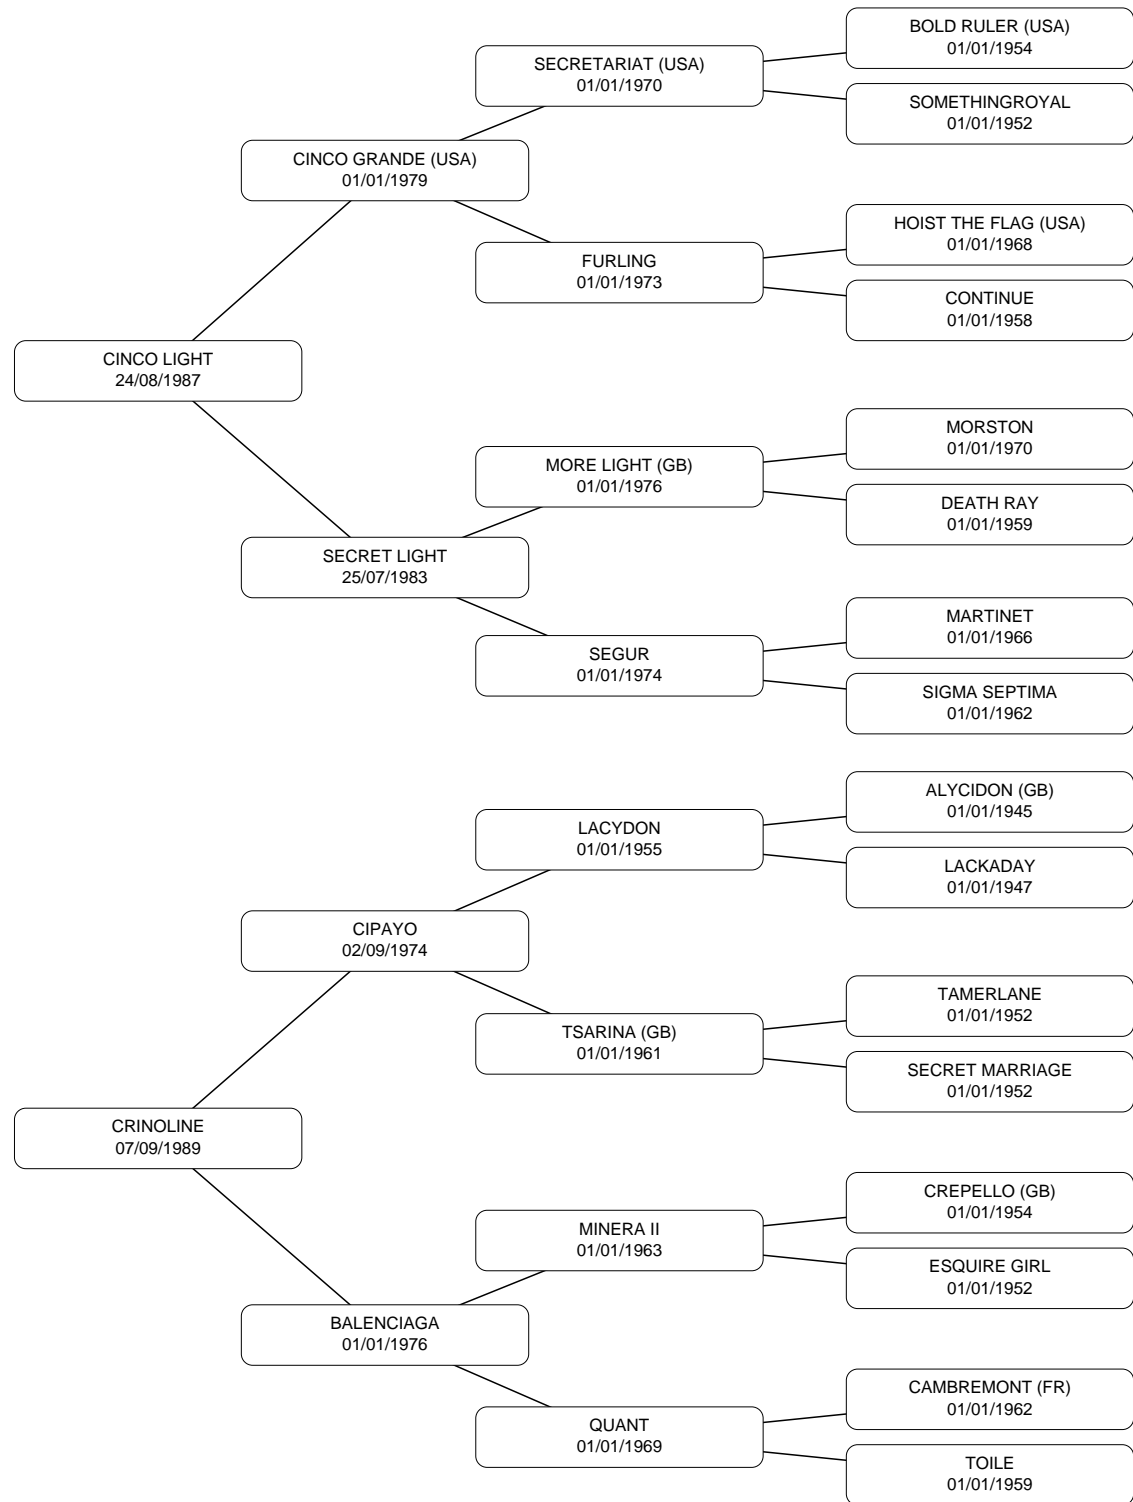 BOLD RULER (USA)
01/01/1954
SECRETARIAT (USA)
01/01/1970
SOMETHINGROYAL
01/01/1952
CINCO GRANDE (USA)
01/01/1979
HOIST THE FLAG (USA)
01/01/1968
FURLING
01/01/1973
CONTINUE
01/01/1958
CINCO LIGHT
24/08/1987
MORSTON
01/01/1970
MORE LIGHT (GB)
01/01/1976
DEATH RAY
01/01/1959
SECRET LIGHT
25/07/1983
MARTINET
01/01/1966
SEGUR
01/01/1974
SIGMA SEPTIMA
01/01/1962
ALYCIDON (GB)
01/01/1945
LACYDON
01/01/1955
LACKADAY
01/01/1947
CIPAYO
02/09/1974
TAMERLANE
01/01/1952
TSARINA (GB)
01/01/1961
SECRET MARRIAGE
01/01/1952
CRINOLINE
07/09/1989
CREPELLO (GB)
01/01/1954
MINERA II
01/01/1963
ESQUIRE GIRL
01/01/1952
BALENCIAGA
01/01/1976
CAMBREMONT (FR)
01/01/1962
QUANT
01/01/1969
TOILE
01/01/1959